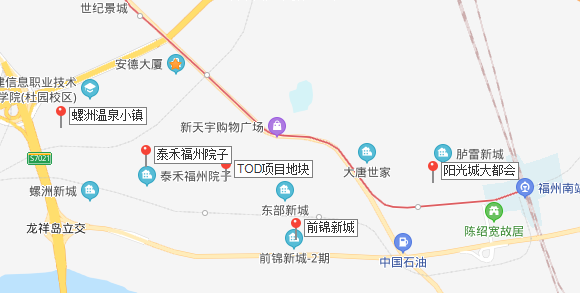 世纪景城
安德大厦
建信息职业技术
学院(杜园校区)
螺洲温泉小镇
新天宇购物广场
泰禾福州院子
S7021
TOD项目地块
泰禾福州院子
大唐世家
胪雷新城
阳光城大都会
福州南站
螺洲新城
东部新城
龙祥岛立交
前锦新城
陈绍宽故居
前锦新城-2期
中国石油